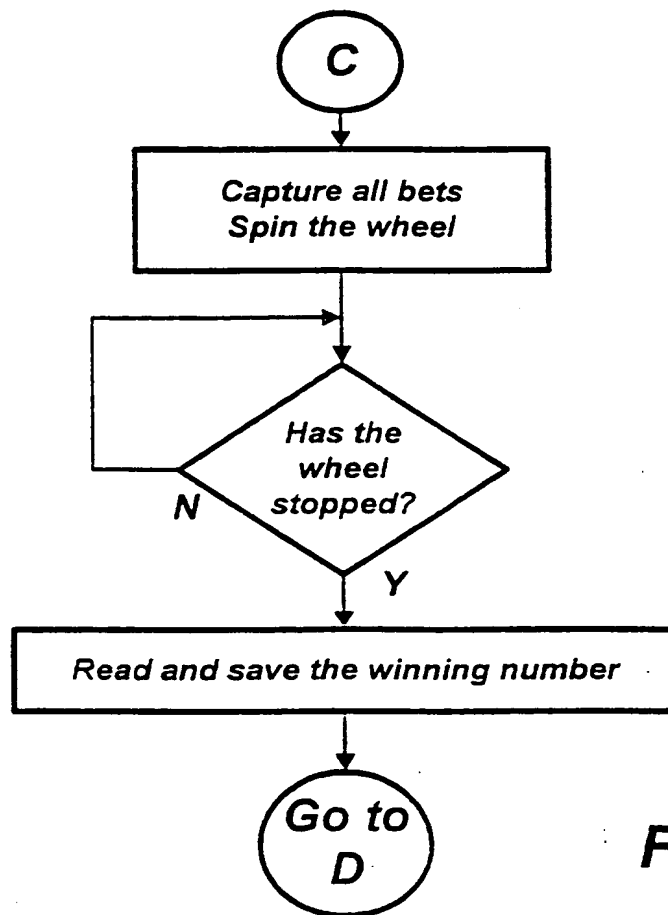 C
Capture all bets
Spin the wheel
Has the
wheel
stopped?
N
Y
Read and save the winning number
Go to
D
F